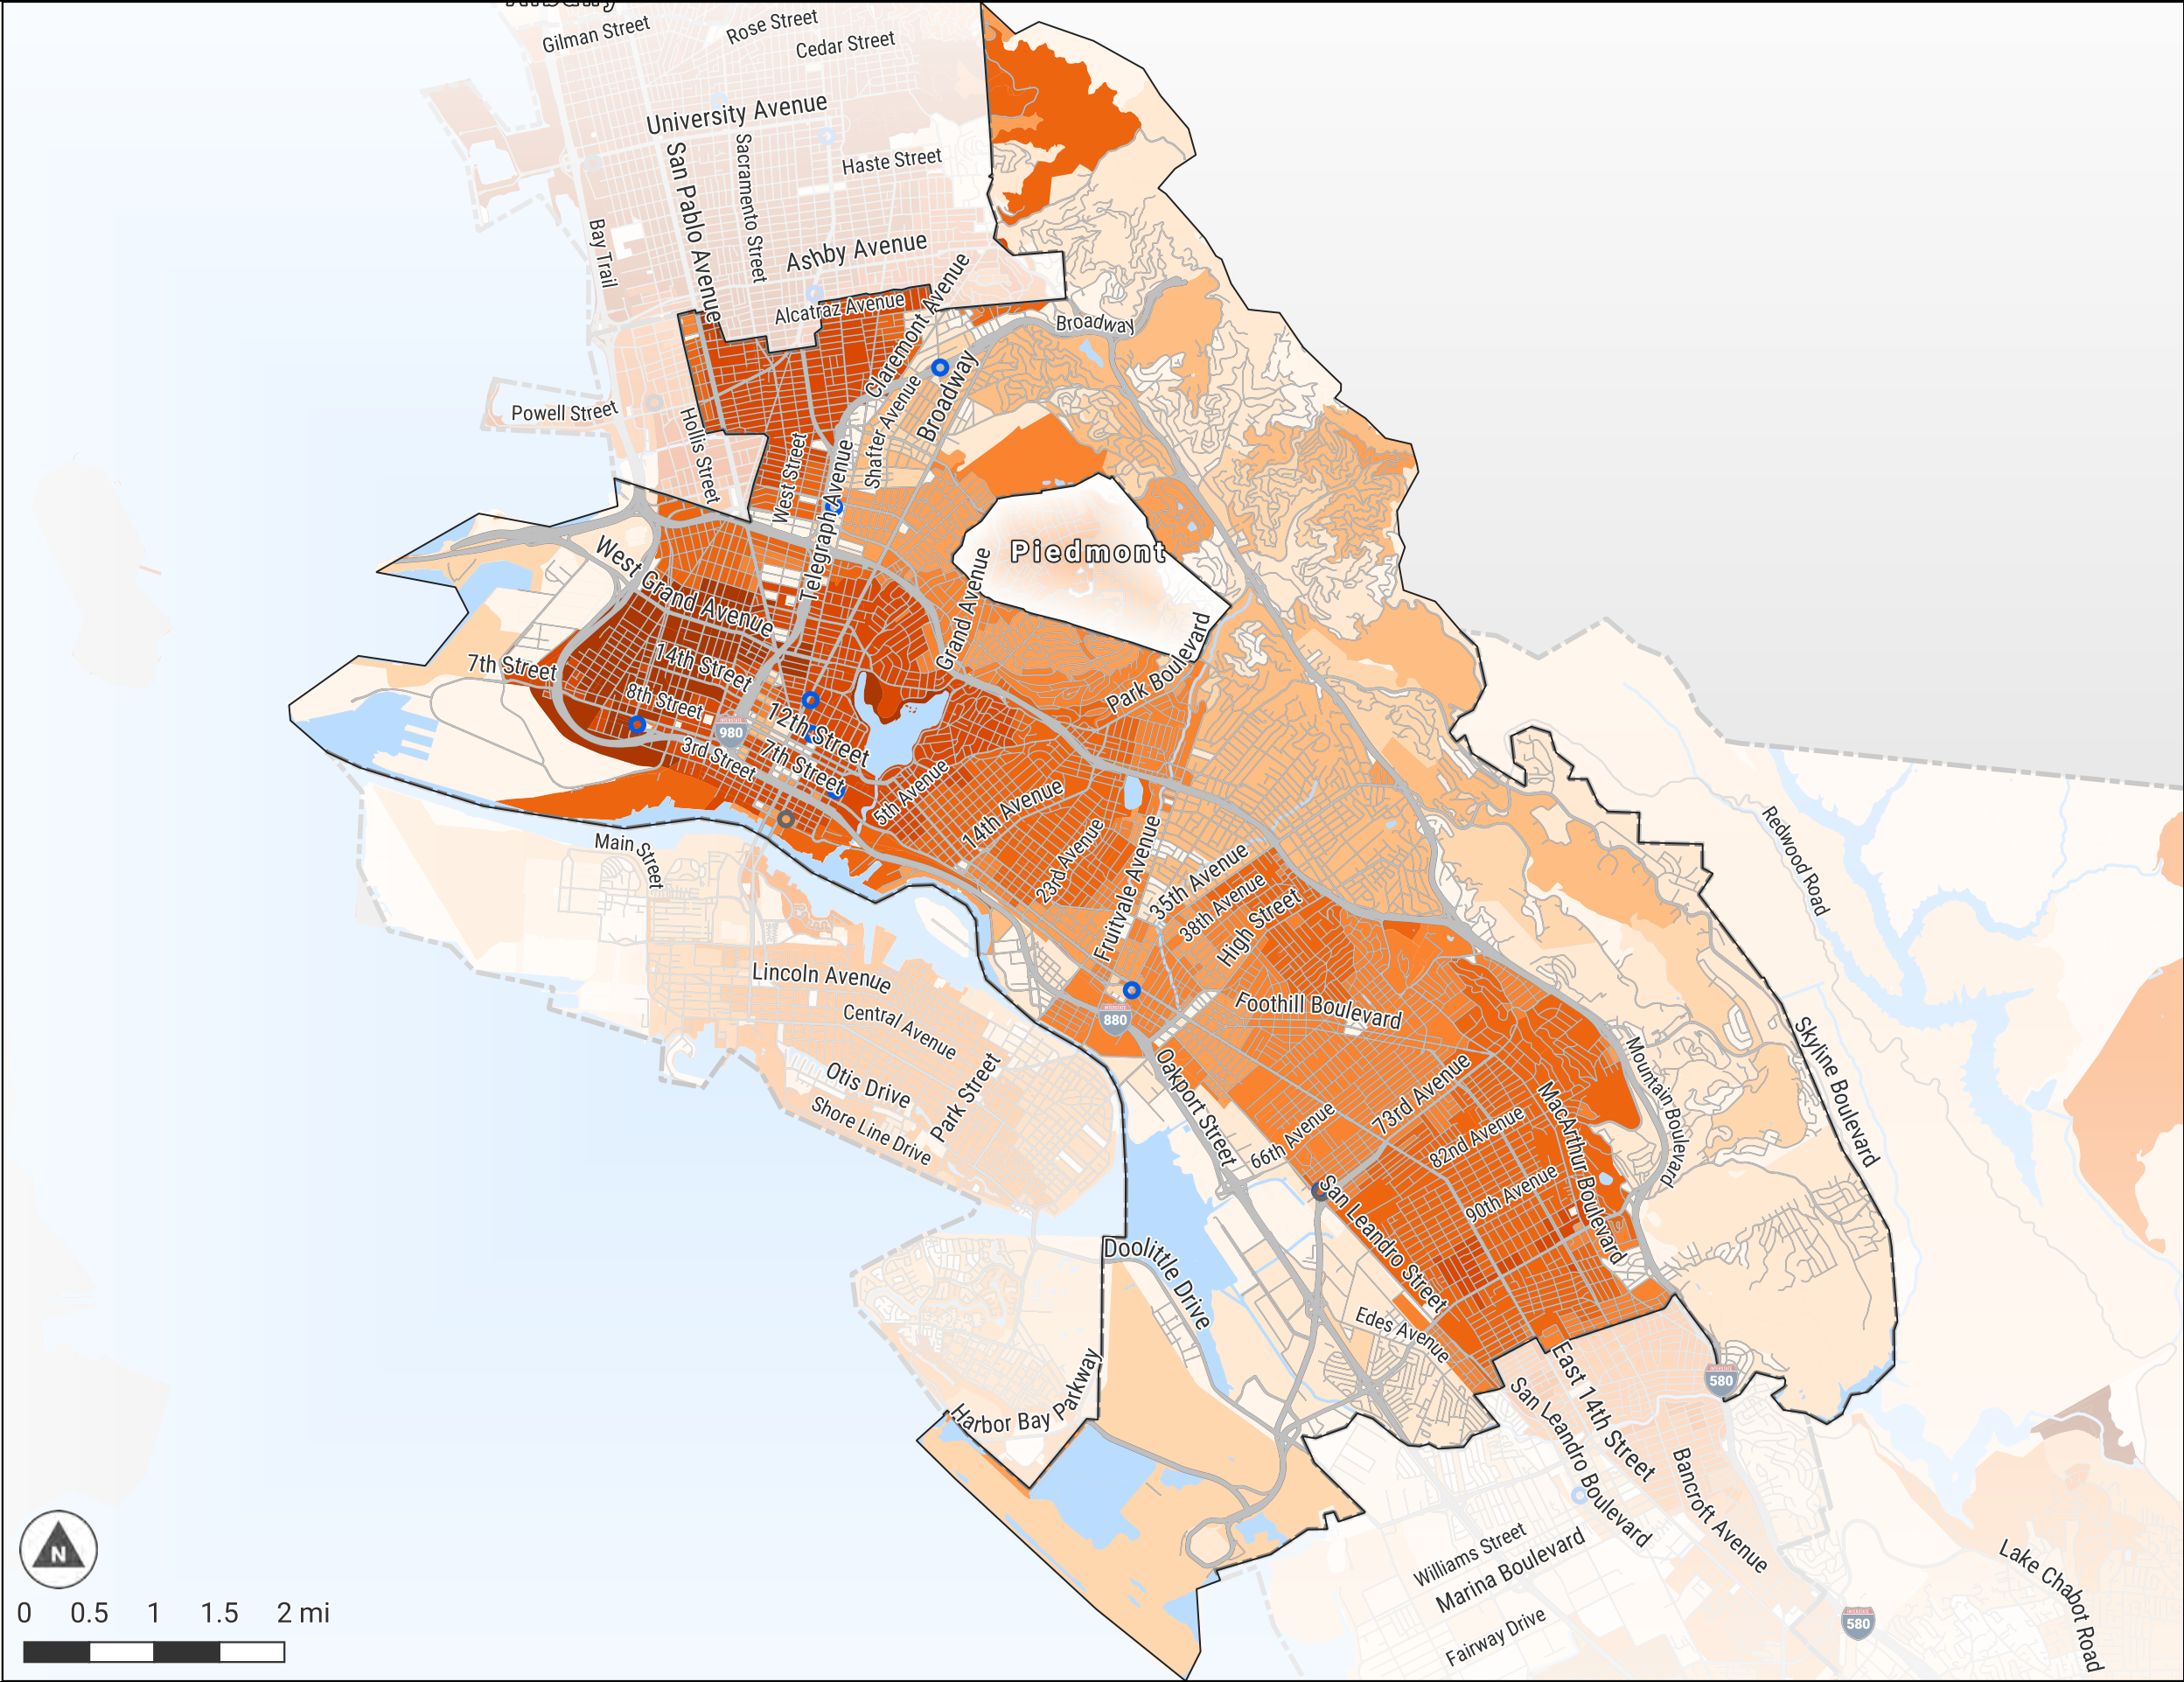 Gilman Street
Rose Street
Cedar Street
University Avenue
Haste Street
San Pablo Avenue
Sacramento Street
Bay Trail
Ashby Avenue
Alcatraz Avenue
Claremont Avenue
Broadway
Powell Street
Hollis Street
West Street
Telegraph Avenue
Shafter Avenue
Broadway
Piedmont
West Grand Avenue
Grand Avenue
Park Boulevard
7th Street
14th Street
8th Street
980
12th Street
7th Street
3rd Street
5th Avenue
14th Avenue
23rd Avenue
Fruitvale Avenue
35th Avenue
38th Avenue
High Street
Main Street
Lincoln Avenue
Central Avenue
Otis Drive
Park Street
Shore Line Drive
880
Foothill Boulevard
Oakport Street
66th Avenue
73rd Avenue
82nd Avenue
90th Avenue
MacArthur Boulevard
Mountain Boulevard
Skyline Boulevard
Redwood Road
San Leandro Street
Doolittle Drive
Edes Avenue
Harbor Bay Parkway
580
East 14th Street
San Leandro Boulevard
Bancroft Avenue
Williams Street
Marina Boulevard
Fairway Drive
580
Lake Chabot Road
N
0 0.5 1 1.5 2 mi